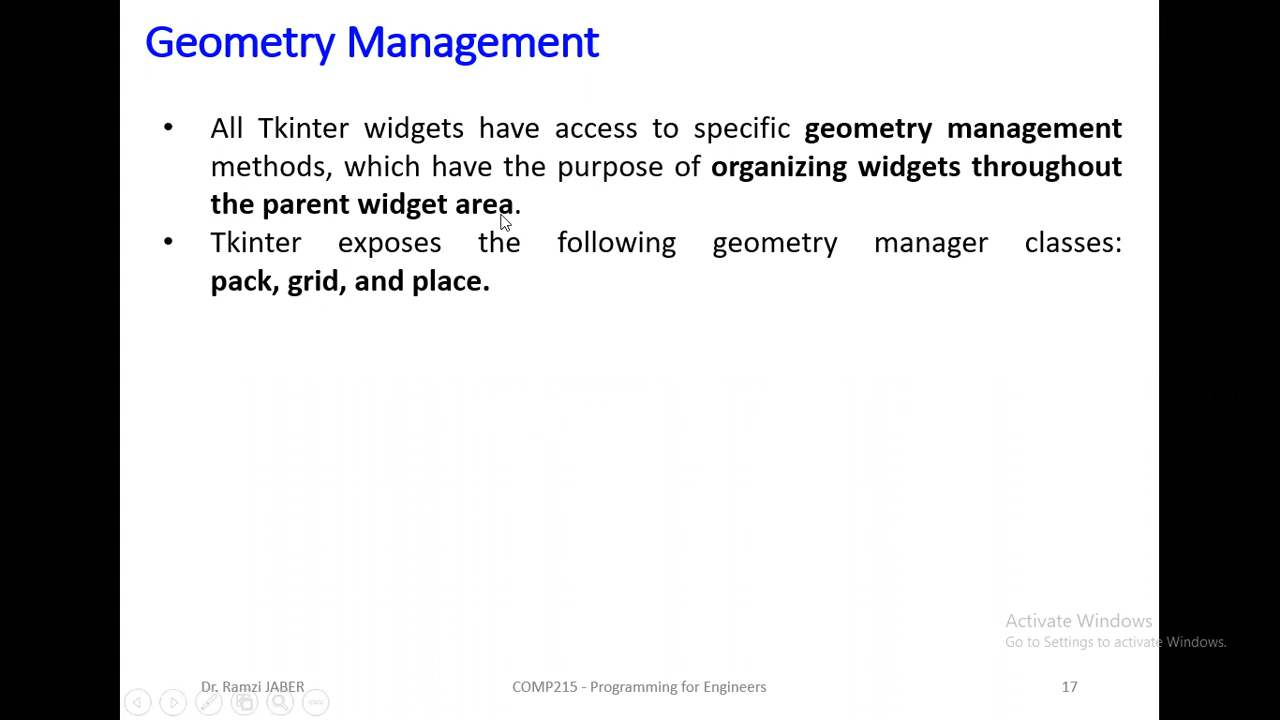 Geometry Management
• All Tkinter widgets have access to specific geometry management
methods, which have the purpose of organizing widgets throughout
the parent widget area.
• Tkinter exposes the following geometry manager classes:
pack, grid, and place.
Activate Windows
Go to Settings to activate Windows.
Dr. Ramzi JABER
COMP215 - Programming for Engineers
17